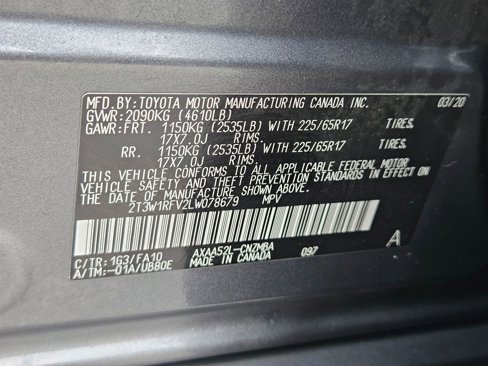 MFD.BY:TOYOTA MOTOR MANUFACTURING CANADA INC. 03/20
GVWR:2090KG (4610LB)
GAWR:FRT. 1150KG (2535LB) WITH 225/65R17 TIRES,
17X7.0J RIMS,
RR. 1150KG (2535LB) WITH 225/65R17 TIRES,
17X7.0J RIMS,
THIS VEHICLE CONFORMS TO ALL APPLICABLE FEDERAL MOTOR
VEHICLE SAFETY AND THEFT PREVENTION STANDARDS IN EFFECT ON
THE DATE OF MANUFACTURE SHOWN ABOVE.
2T3W1RFV2LW078679 MPV
C/TR:1G3/FA10 AXAA52L-CNZMBA 097 A
A/TM:-01A/UB80E MADE IN CANADA